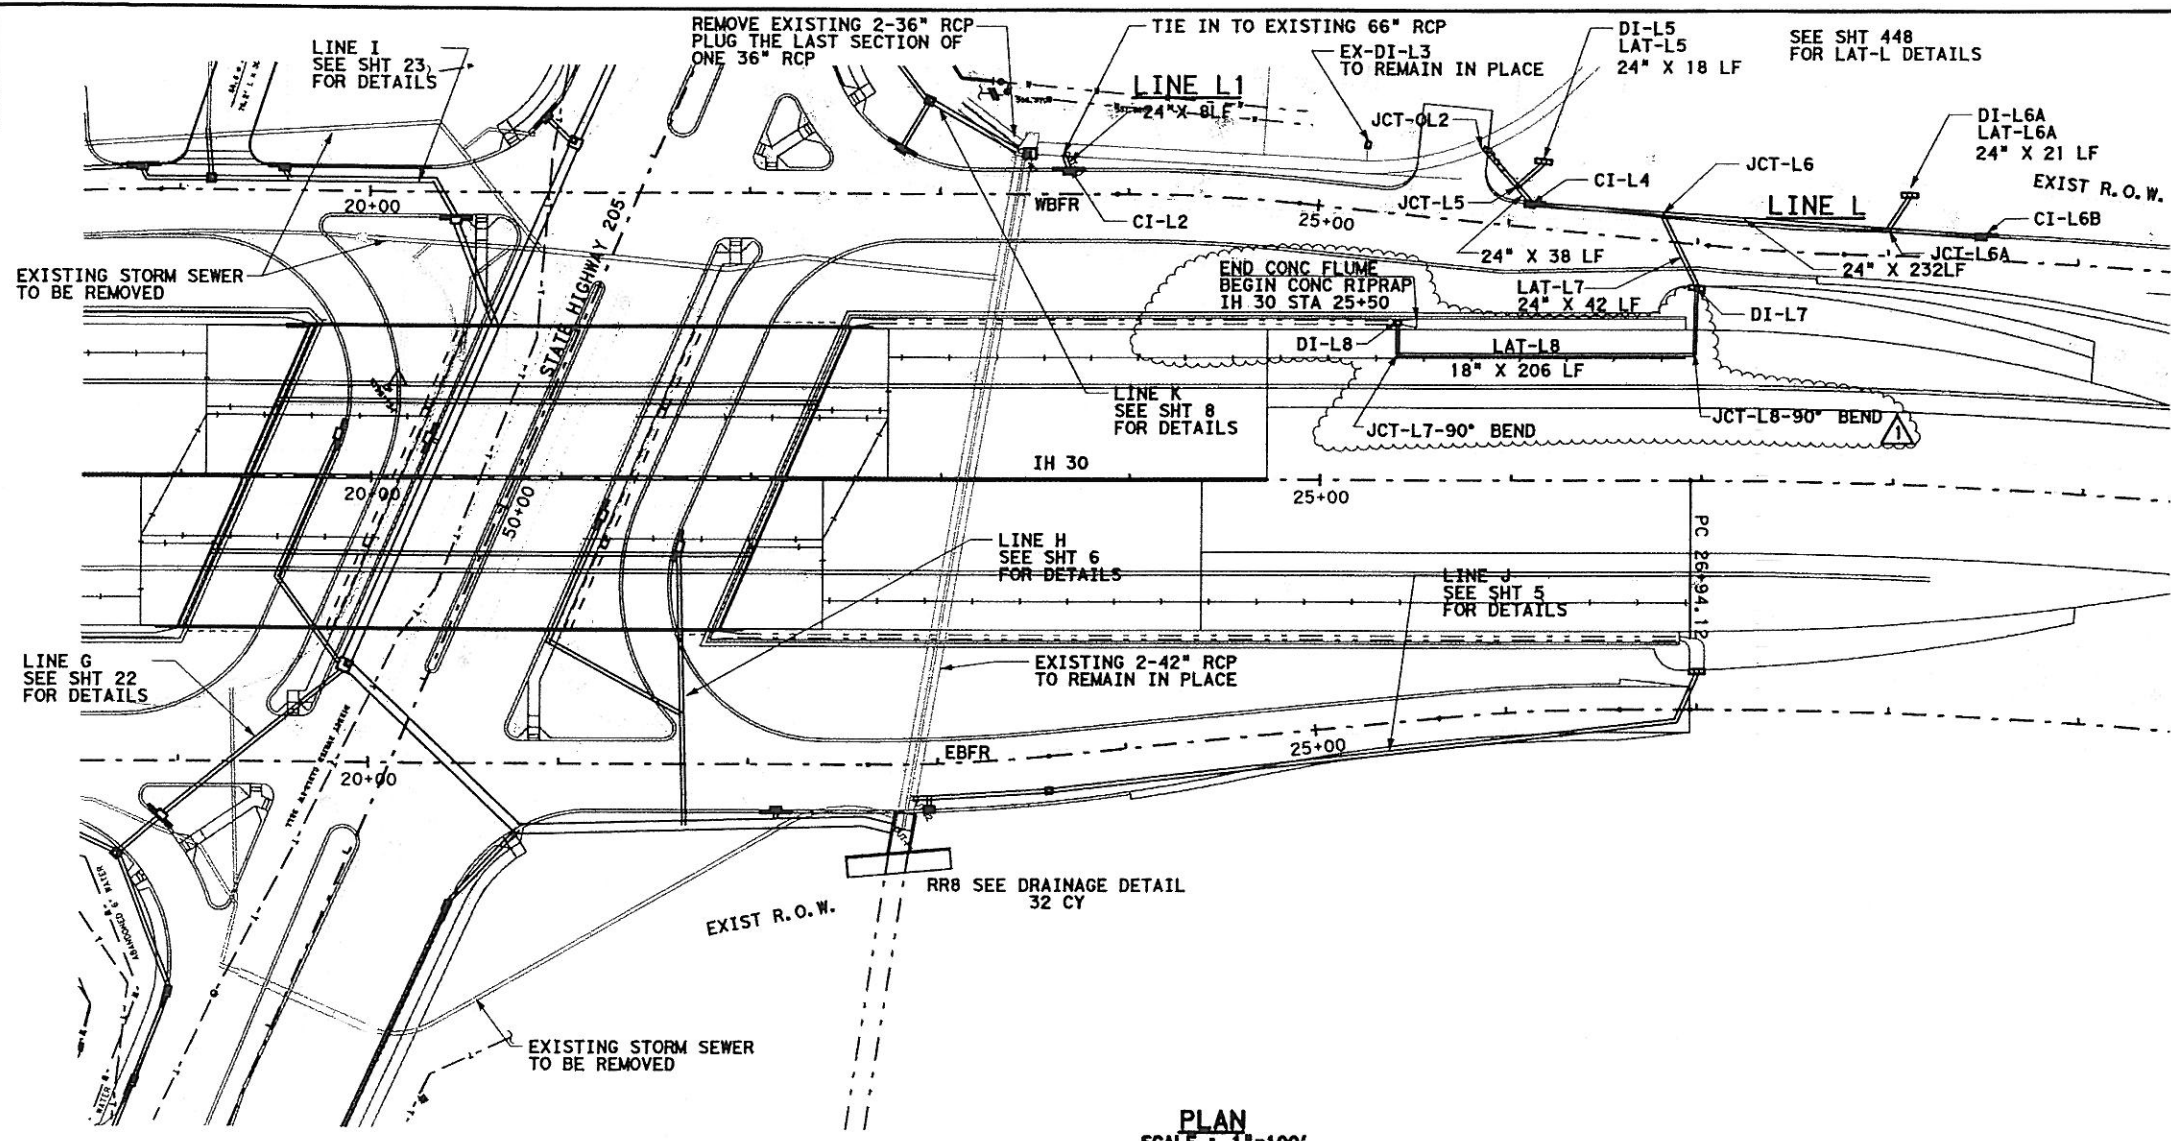 REMOVE EXISTING 2-36" RCP
PLUG THE LAST SECTION OF
ONE 36" RCP
TIE IN TO EXISTING 66" RCP
DI-L5
LAT-L5
24" X 18 LF
SEE SHT 448
FOR LAT-L DETAILS
LINE I
SEE SHT 23
FOR DETAILS
EX-DI-L3
TO REMAIN IN PLACE
LINE L1
24" X 8LF
JCT-OL2
DI-L6A
LAT-L6A
24" X 21 LF
EXIST R.O.W.
JCT-L6
CI-L4
JCT-L5
LINE L
CI-L6B
20+00
WBFR
CI-L2
25+00
24" X 38 LF
JCT-L6A
24" X 232LF
EXISTING STORM SEWER
TO BE REMOVED
STATE HIGHWAY 205
END CONC FLUME
BEGIN CONC RIPRAP
IH 30 STA 25+50
LAT-L7
24" X 42 LF
DI-L7
DI-L8
LAT-L8
18" X 206 LF
LINE K
SEE SHT 8
FOR DETAILS
JCT-L7-90° BEND
JCT-L8-90° BEND
1
IH 30
20+00
50+00
25+00
PC 26+94.12
LINE H
SEE SHT 6
FOR DETAILS
LINE J
SEE SHT 5
FOR DETAILS
LINE G
SEE SHT 22
FOR DETAILS
EXISTING 2-42" RCP
TO REMAIN IN PLACE
20+00
EBFR
25+00
RR8 SEE DRAINAGE DETAIL
32 CY
EXIST R.O.W.
ABANDONED 6" WATER
WATER 8"
EXISTING STORM SEWER
TO BE REMOVED
PLAN
SCALE : 1"=100'